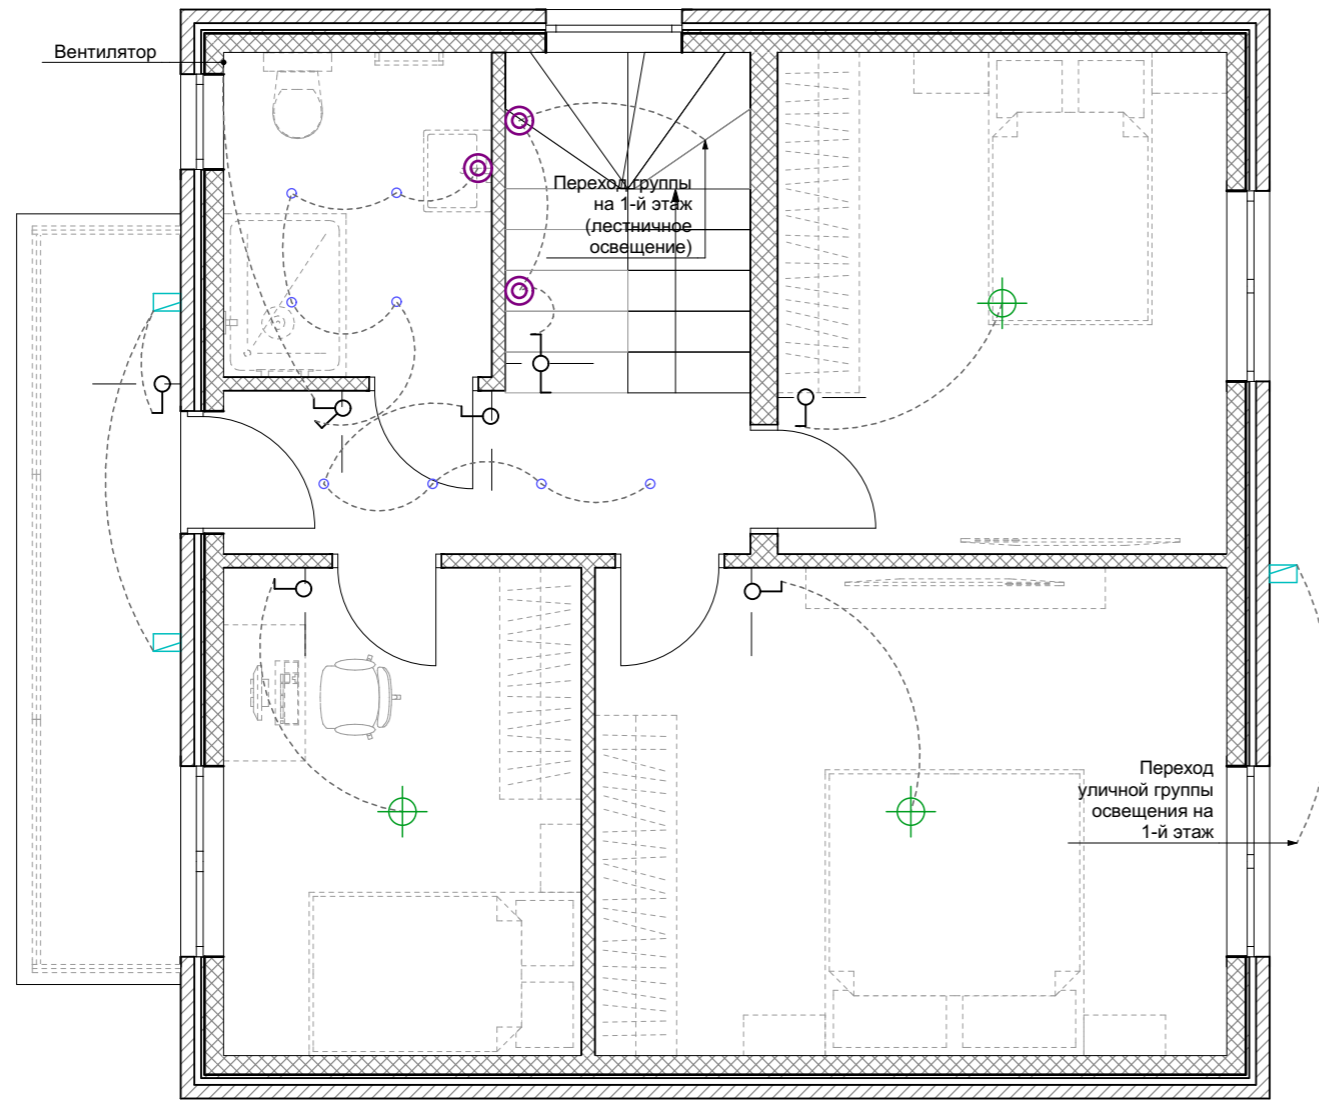 Вентилятор
Переход группы
на 1-й этаж
(лестничное
освещение)
Переход
уличной группы
освещения на
1-й этаж